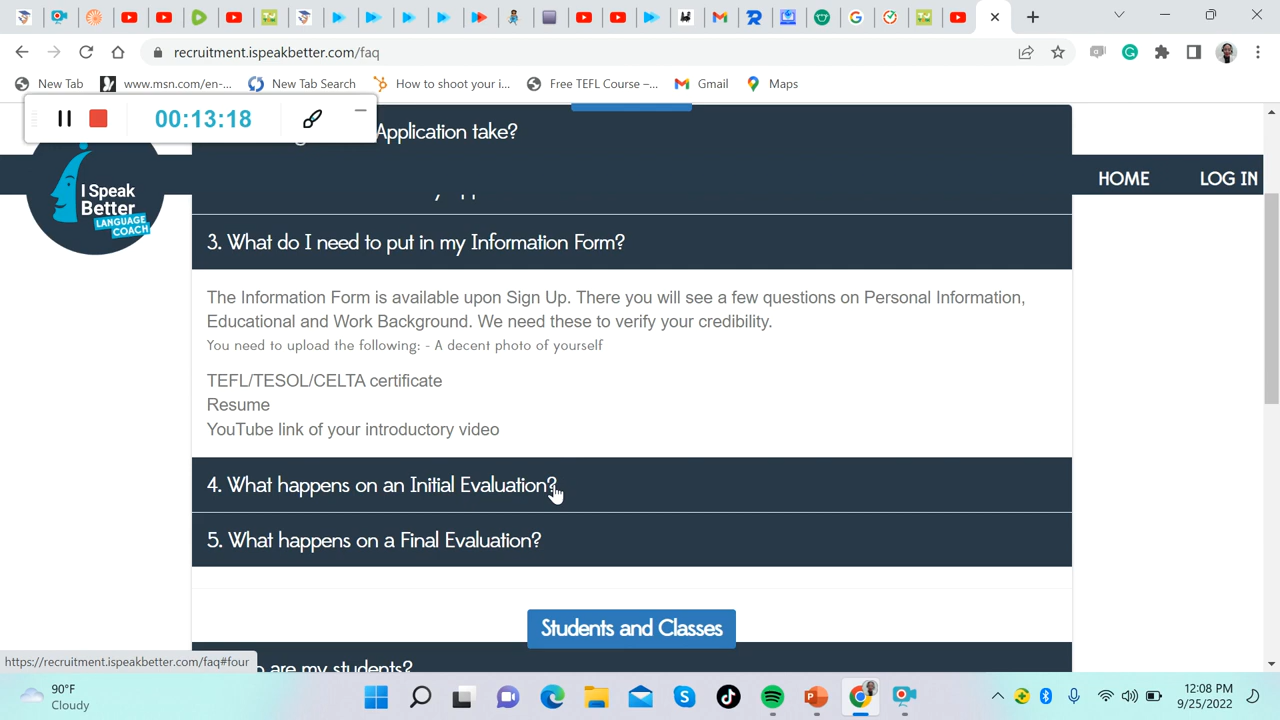 recruitment.ispeakbetter.com/faq
New Tab
www.msn.com/en-...
New Tab Search
How to shoot your i...
Free TEFL Course –...
Gmail
Maps
00:13:18
Application take?
I Speak
Better
LANGUAGE
COACH
HOME
LOG IN
3. What do I need to put in my Information Form?
The Information Form is available upon Sign Up. There you will see a few questions on Personal Information,
Educational and Work Background. We need these to verify your credibility.
You need to upload the following: - A decent photo of yourself
TEFL/TESOL/CELTA certificate
Resume
YouTube link of your introductory video
4. What happens on an Initial Evaluation?
5. What happens on a Final Evaluation?
Students and Classes
o are my students?
https://recruitment.ispeakbetter.com/faq#four
90°F
Cloudy
12:08 PM
9/25/2022